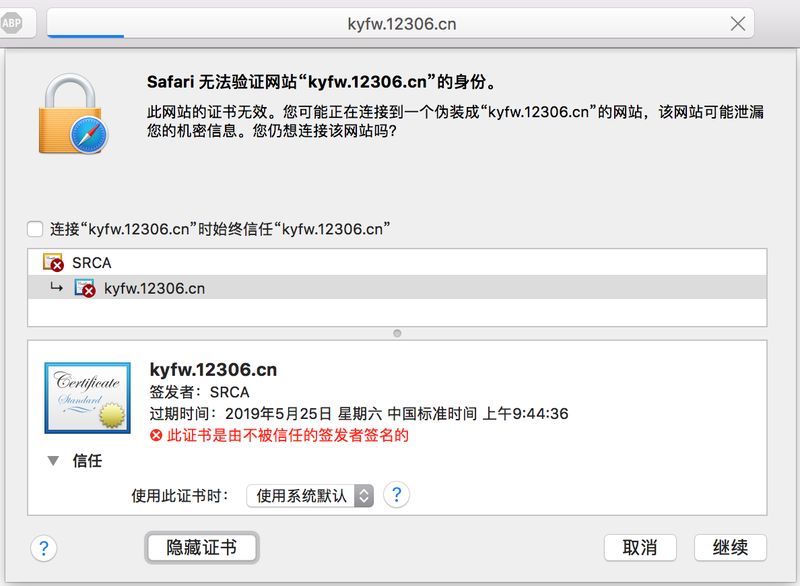 ABP
kyfw.12306.cn
Safari 无法验证网站“kyfw.12306.cn”的身份。
此网站的证书无效。您可能正在连接到一个伪装成“kyfw.12306.cn”的网站，该网站可能泄漏
您的机密信息。您仍想连接该网站吗？
连接“kyfw.12306.cn”时始终信任“kyfw.12306.cn”
SRCA
kyfw.12306.cn
Certificate
Standard
kyfw.12306.cn
签发者：SRCA
过期时间：2019年5月25日 星期六 中国标准时间 上午9:44:36
此证书是由不被信任的签发者签名的
信任
使用此证书时： 使用系统默认 ?
? 隐藏证书 取消 继续